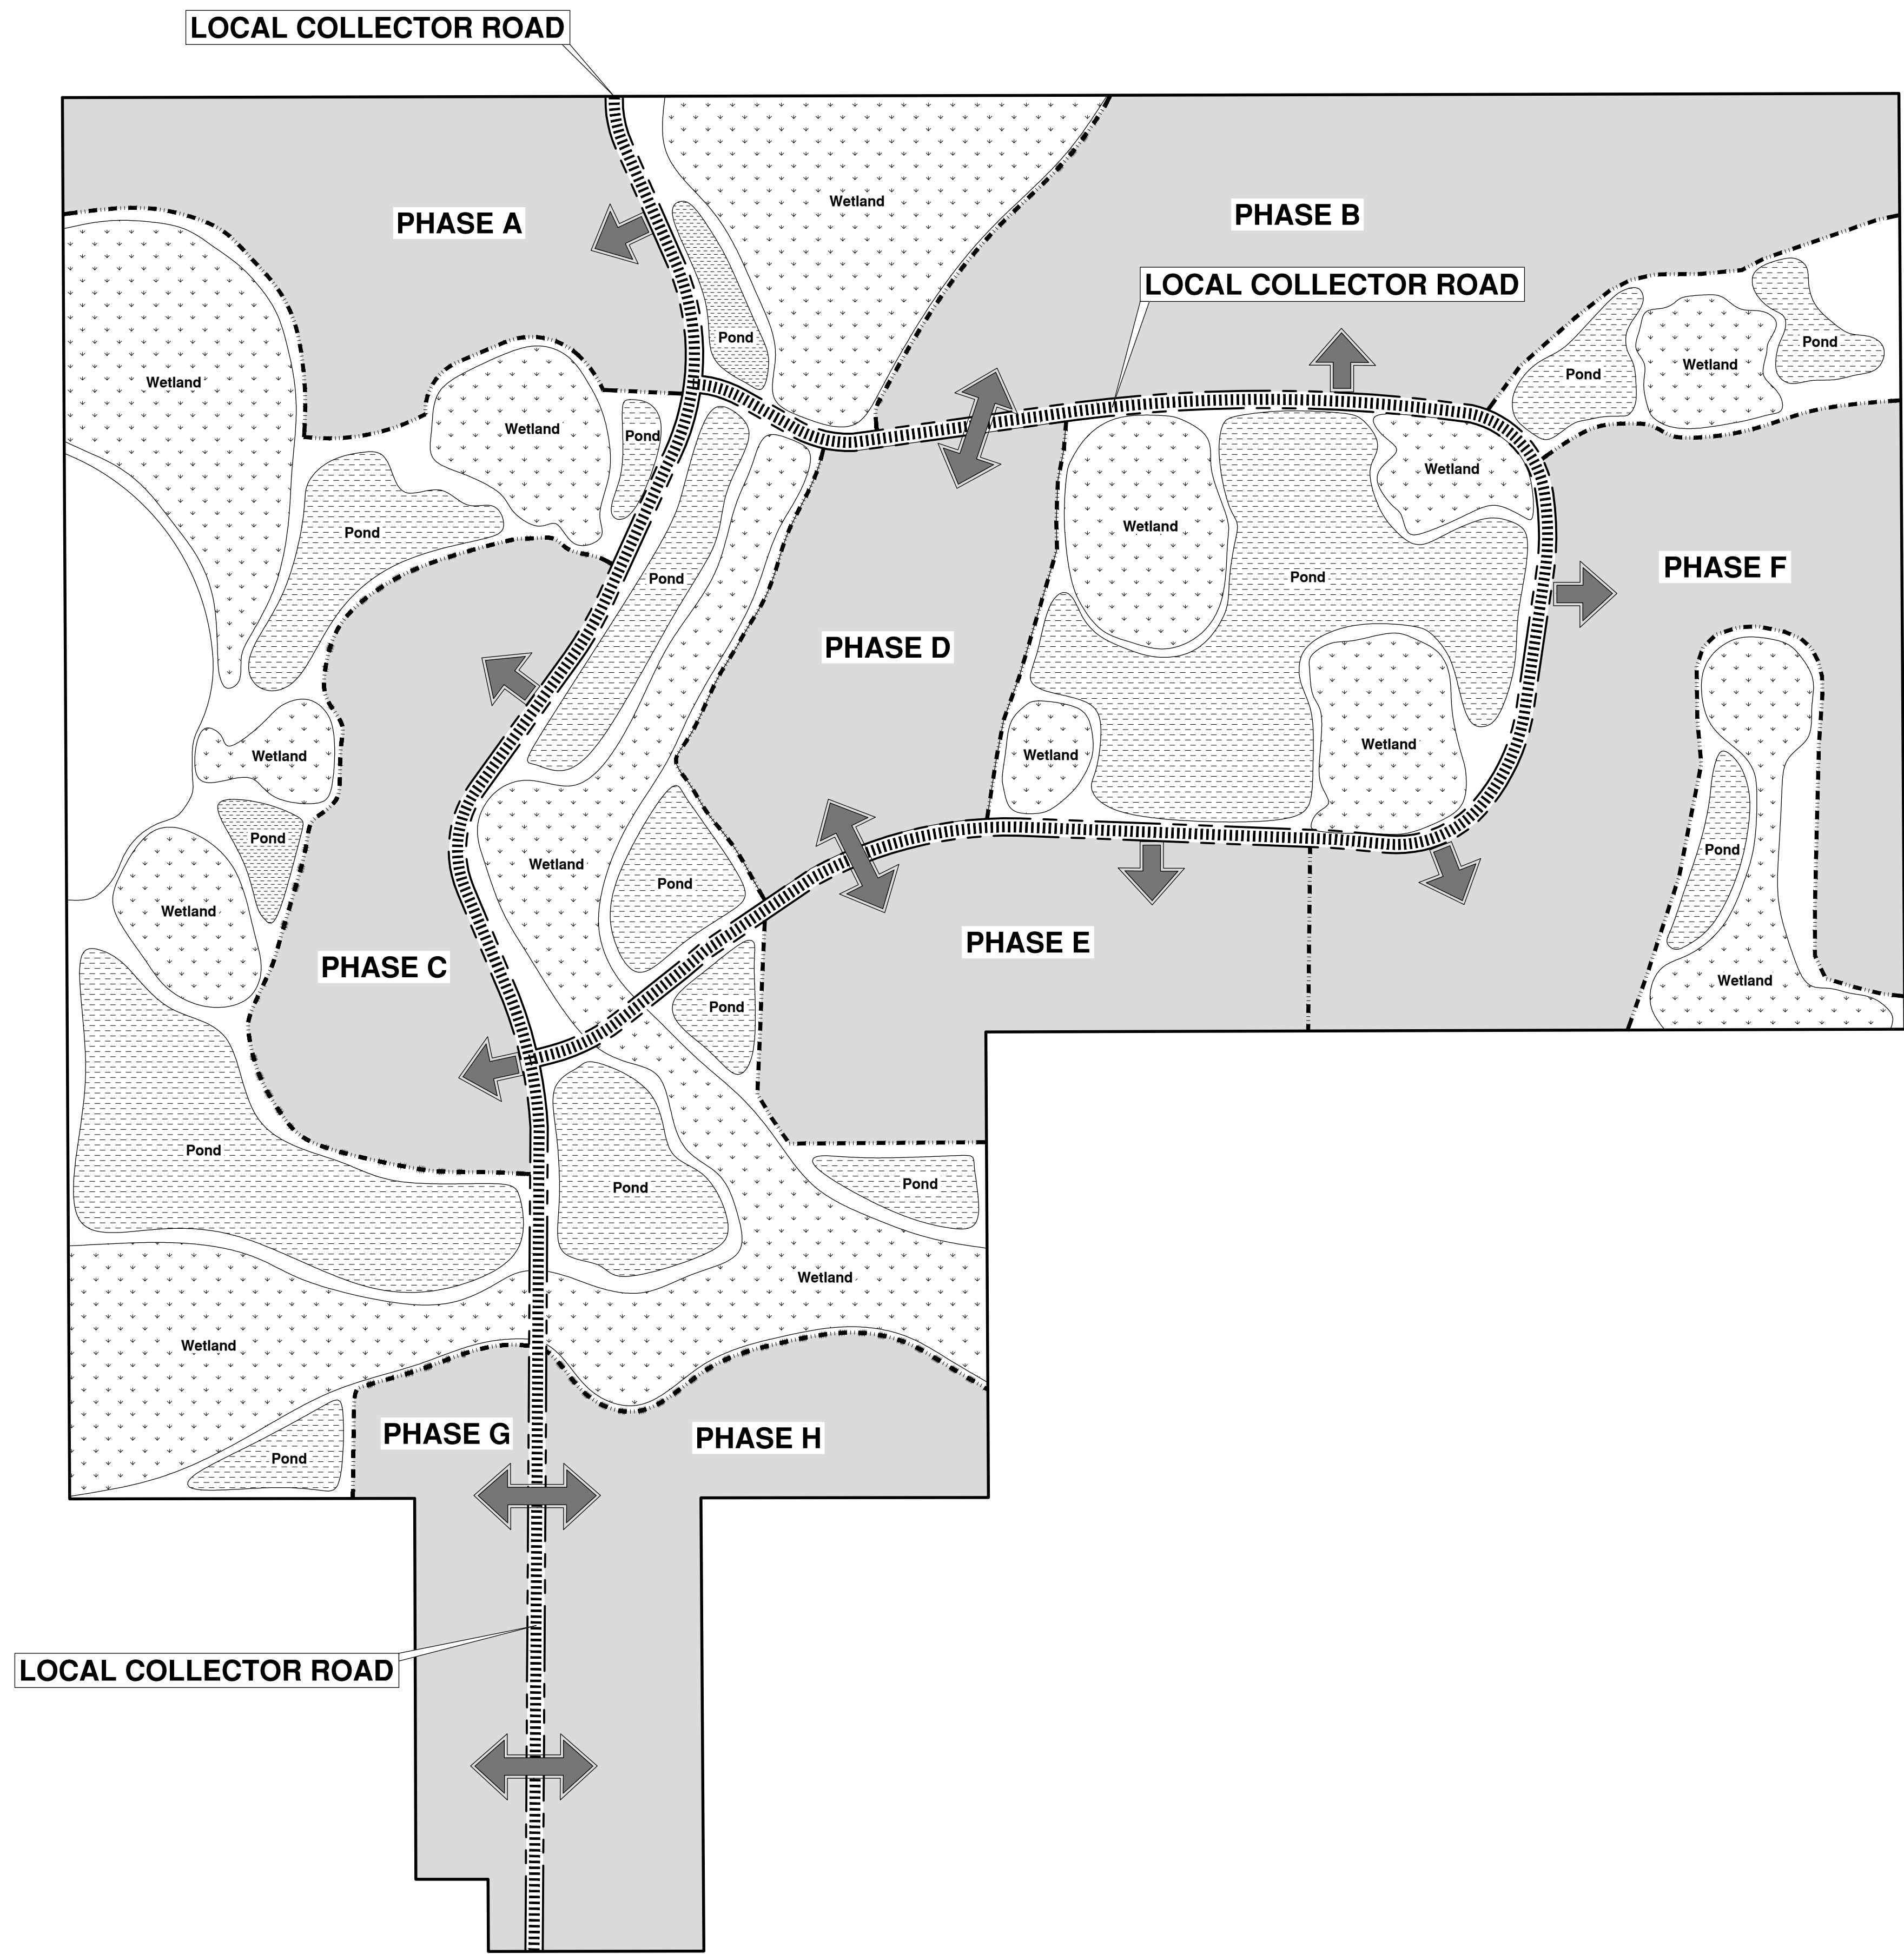 LOCAL COLLECTOR ROAD
Wetland
PHASE B
PHASE A
LOCAL COLLECTOR ROAD
Pond
Pond
Wetland
Pond
Wetland
Wetland
Pond
Wetland
Wetland
Pond
PHASE F
Pond
Pond
PHASE D
Wetland
Wetland
Wetland
Pond
Pond
Wetland
Pond
Wetland
PHASE E
PHASE C
Wetland
Pond
Pond
Pond
Pond
Wetland
Wetland
PHASE G
PHASE H
Pond
LOCAL COLLECTOR ROAD